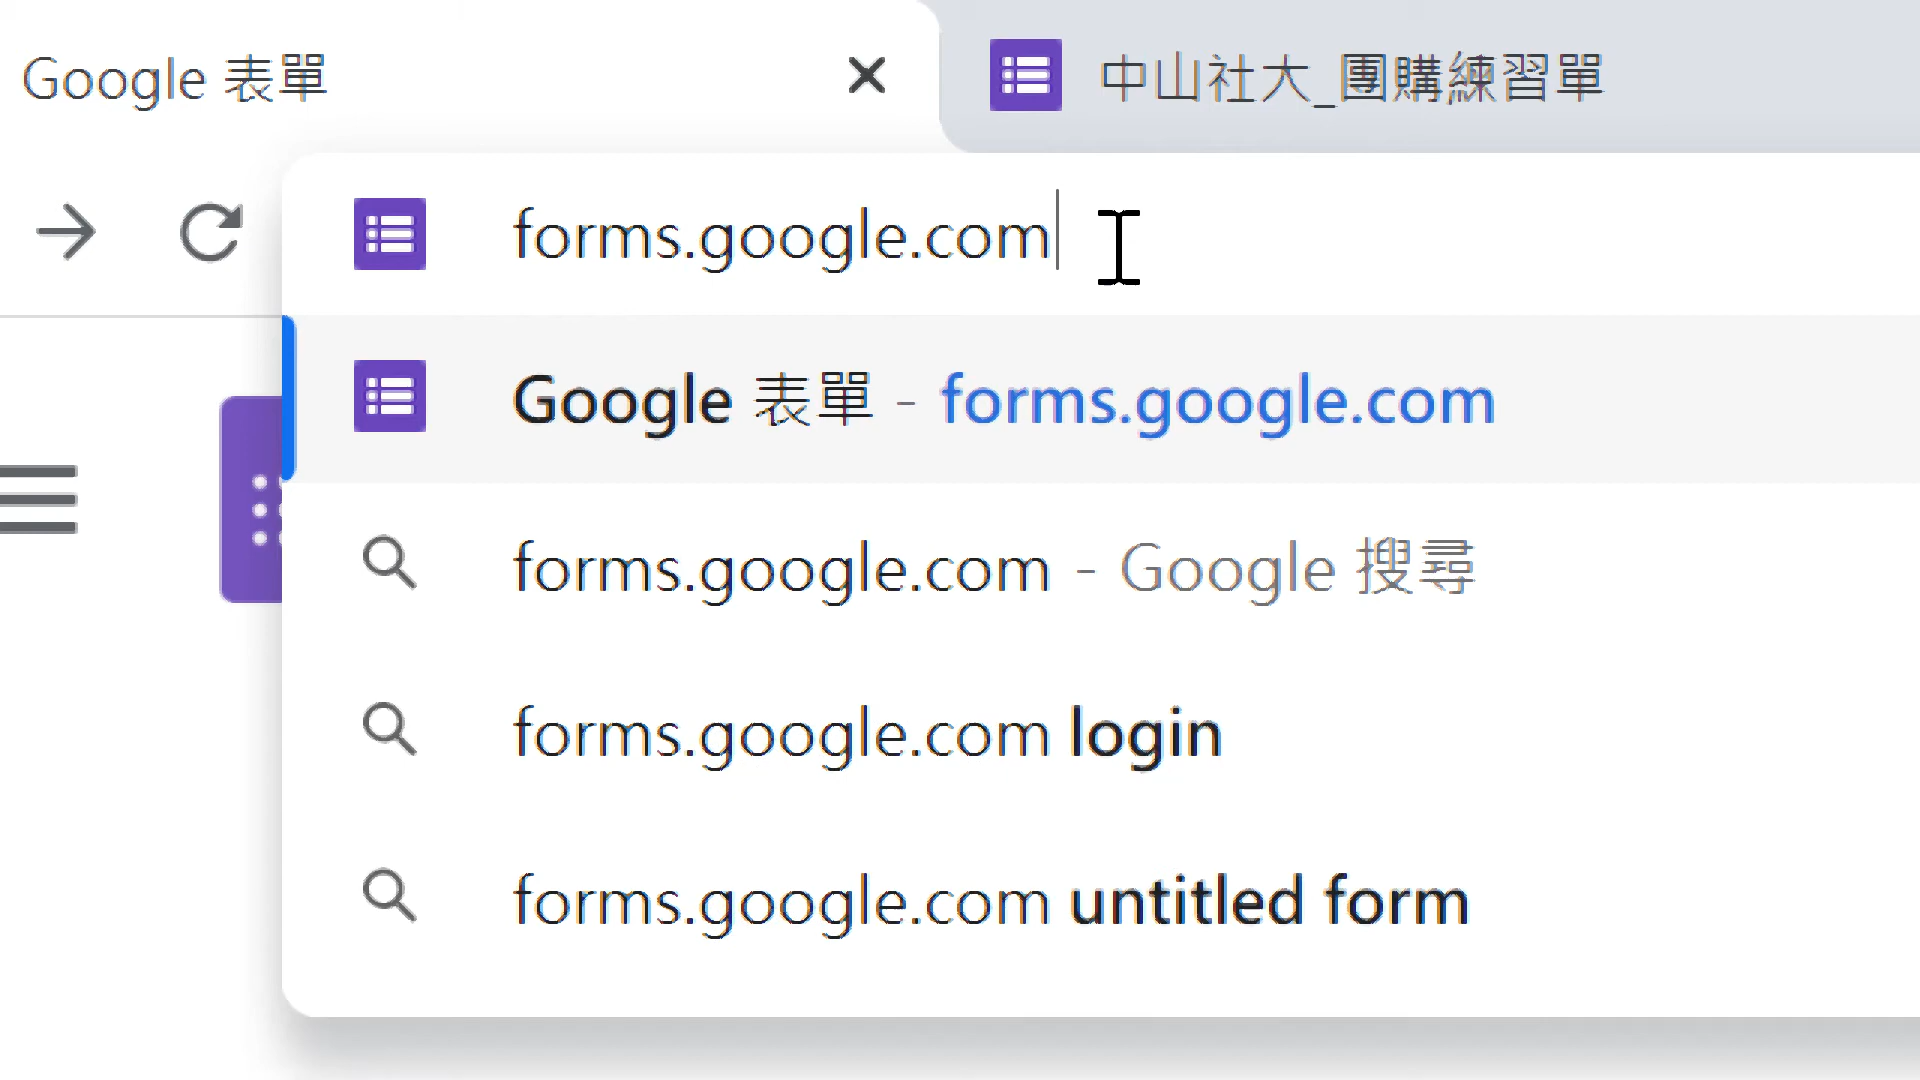 Google 表單
中山社大_團購練習單
forms.google.com
Google 表單 - forms.google.com
forms.google.com - Google 搜尋
forms.google.com login
forms.google.com untitled form